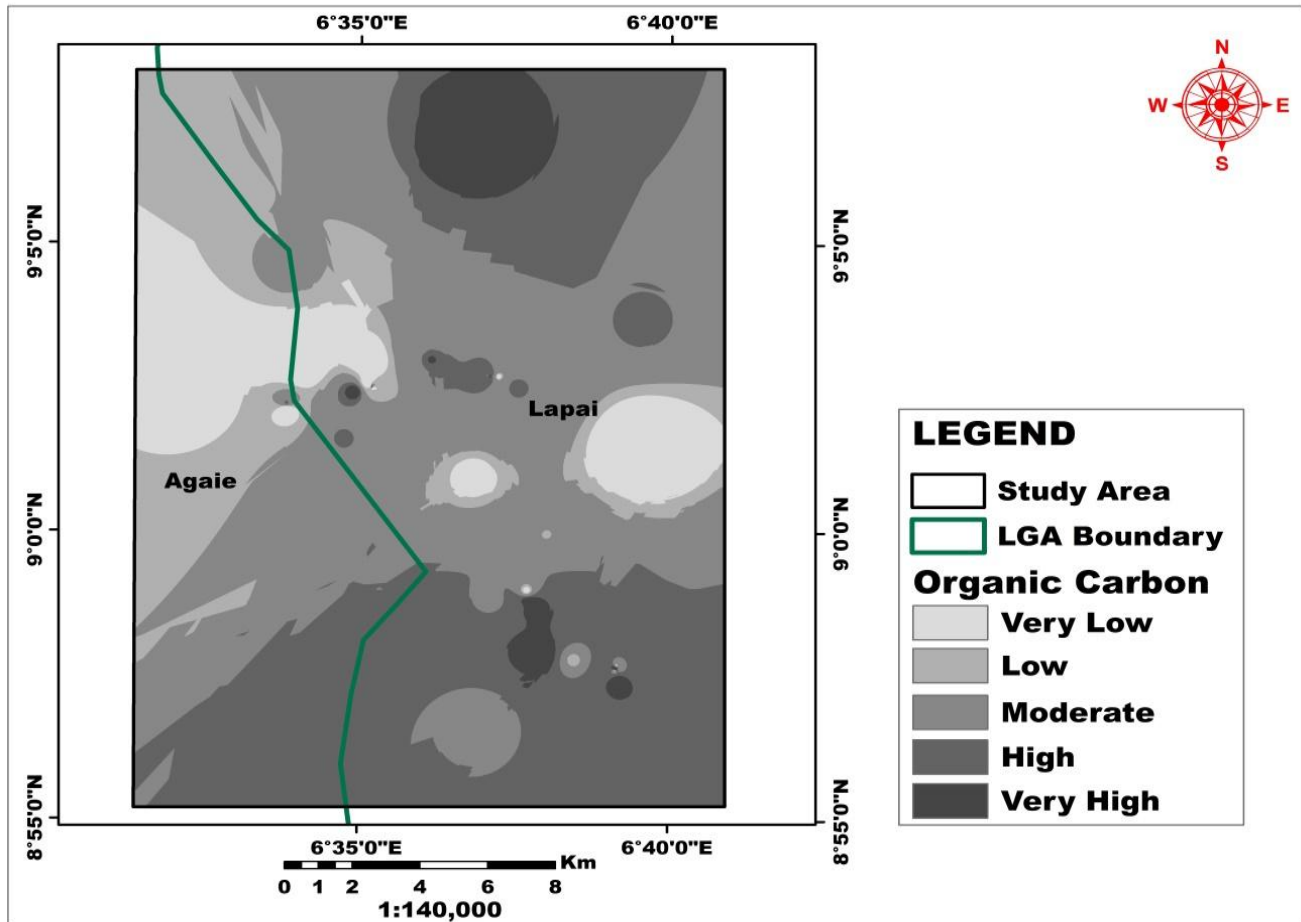 6°35'0"E
6°40'0"E
N
W
E
S
9°5'0"N
9°5'0"N
Lapai
Agaie
9°0'0"N
9°0'0"N
8°55'0"N
8°55'0"N
6°35'0"E
6°40'0"E
Km
0 1 2 4 6 8
1:140,000
LEGEND
Study Area
LGA Boundary
Organic Carbon
Very Low
Low
Moderate
High
Very High